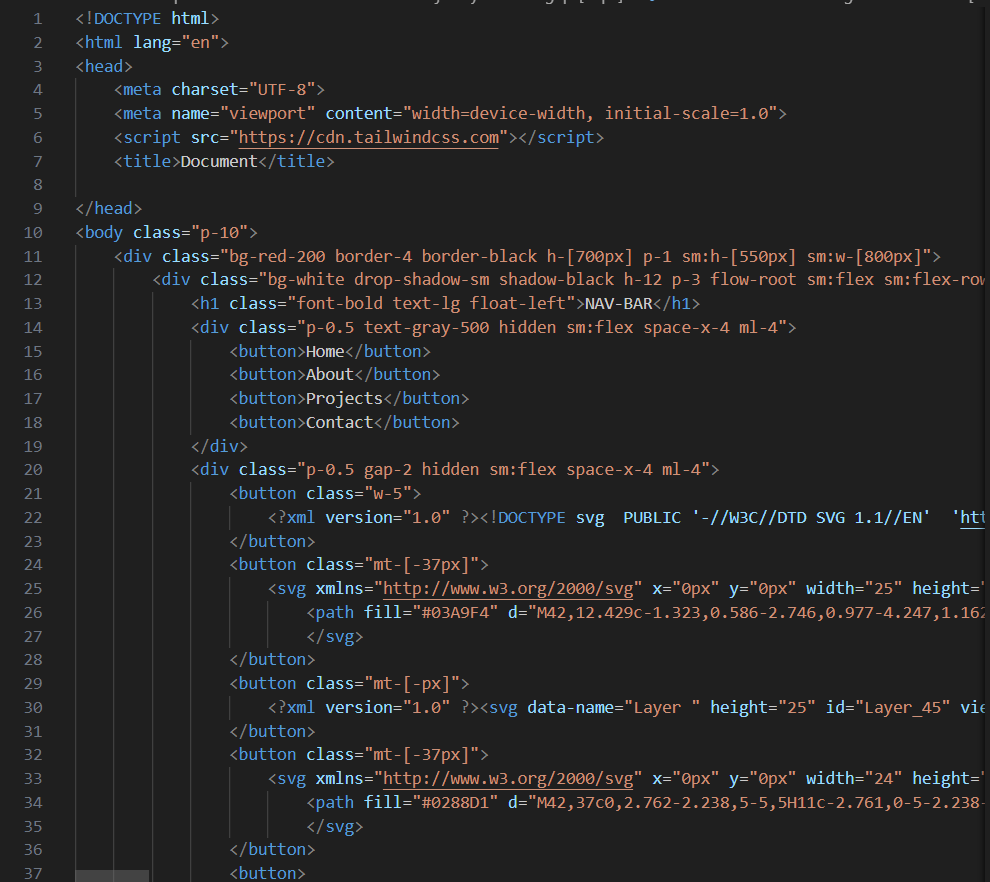 1 <!DOCTYPE html>
2 <html lang="en">
3 <head>
4 <meta charset="UTF-8">
5 <meta name="viewport" content="width=device-width, initial-scale=1.0">
6 <script src="https://cdn.tailwindcss.com"></script>
7 <title>Document</title>
8
9 </head>
10 <body class="p-10">
11 <div class="bg-red-200 border-4 border-black h-[700px] p-1 sm:h-[550px] sm:w-[800px]">
12 <div class="bg-white drop-shadow-sm shadow-black h-12 p-3 flow-root sm:flex sm:flex-row
13 <h1 class="font-bold text-lg float-left">NAV-BAR</h1>
14 <div class="p-0.5 text-gray-500 hidden sm:flex space-x-4 ml-4">
15 <button>Home</button>
16 <button>About</button>
17 <button>Projects</button>
18 <button>Contact</button>
19 </div>
20 <div class="p-0.5 gap-2 hidden sm:flex space-x-4 ml-4">
21 <button class="w-5">
22 <?xml version="1.0" ?><!DOCTYPE svg  PUBLIC '-//W3C//DTD SVG 1.1//EN'  'htt
23 </button>
24 <button class="mt-[-37px]">
25 <svg xmlns="http://www.w3.org/2000/svg" x="0px" y="0px" width="25" height="
26 <path fill="#03A9F4" d="M42,12.429c-1.323,0.586-2.746,0.977-4.247,1.162
27 </svg>
28 </button>
29 <button class="mt-[-px]">
30 <?xml version="1.0" ?><svg data-name="Layer " height="25" id="Layer_45" vie
31 </button>
32 <button class="mt-[-37px]">
33 <svg xmlns="http://www.w3.org/2000/svg" x="0px" y="0px" width="24" height="
34 <path fill="#0288D1" d="M42,37c0,2.762-2.238,5-5,5H11c-2.761,0-5-2.238-
35 </svg>
36 </button>
37 <button>